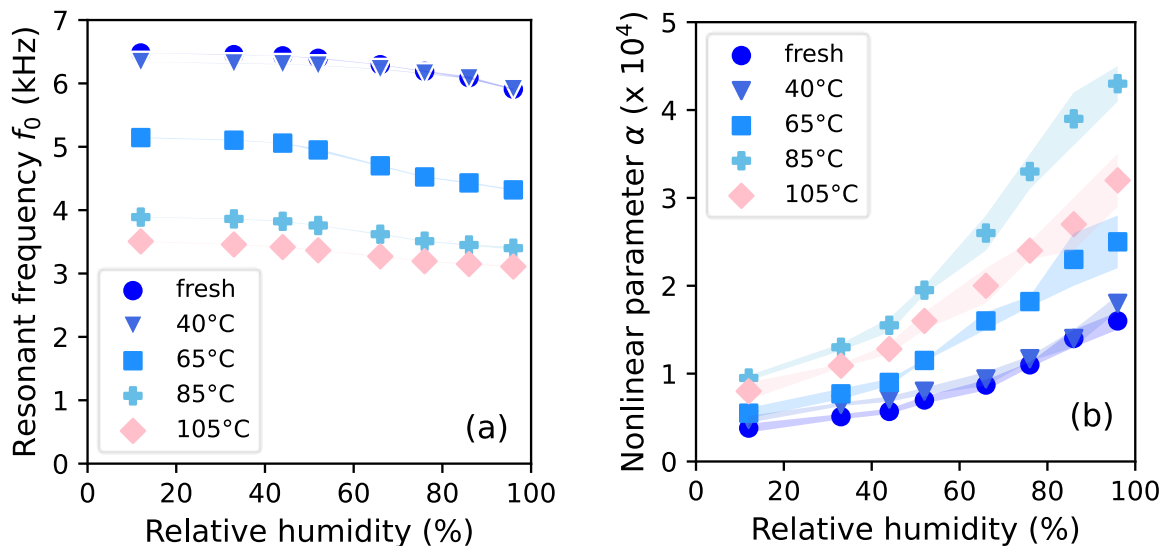 7
6
5
4
3
2
1
0
Resonant frequency f₀ (kHz)
fresh
40°C
65°C
85°C
105°C
(a)
0 20 40 60 80 100
Relative humidity (%)
5
4
3
2
1
0
Nonlinear parameter α (x 10⁴)
fresh
40°C
65°C
85°C
105°C
(b)
0 20 40 60 80 100
Relative humidity (%)